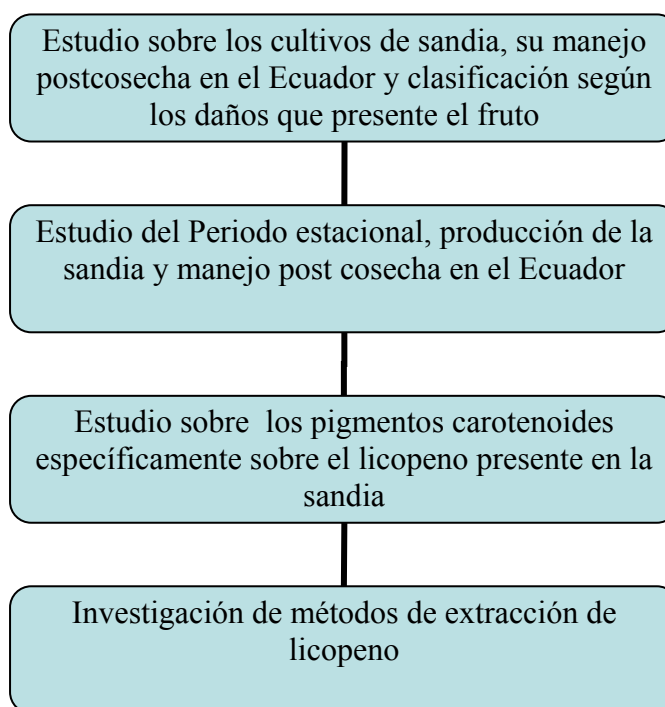 Estudio sobre los cultivos de sandia, su manejo
postcosecha en el Ecuador y clasificación según
los daños que presente el fruto
Estudio del Periodo estacional, producción de la
sandia y manejo post cosecha en el Ecuador
Estudio sobre los pigmentos carotenoides
específicamente sobre el licopeno presente en la
sandia
Investigación de métodos de extracción de
licopeno